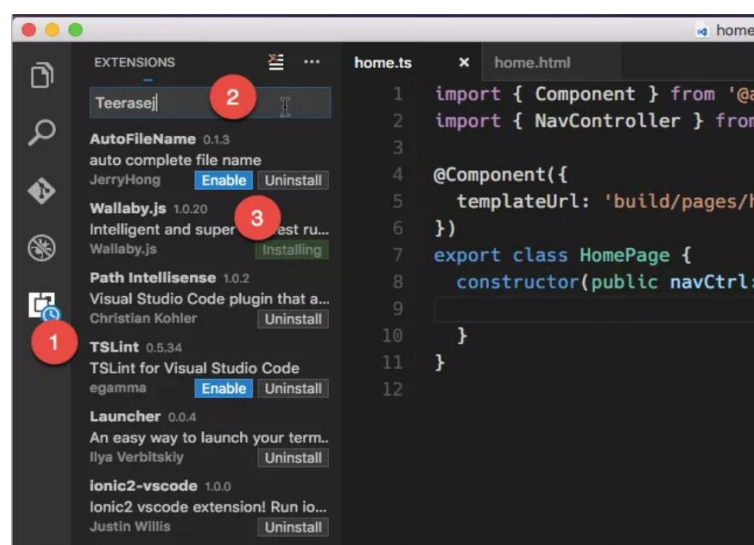 home
EXTENSIONS
Teerasej
2
AutoFileName 0.1.3
auto complete file name
JerryHong Enable Uninstall
Wallaby.js 1.0.20
3
Intelligent and super est ru...
Wallaby.js Installing
Path Intellisense 1.0.2
Visual Studio Code plugin that a...
Christian Kohler Uninstall
1
TSLint 0.5.34
TSLint for Visual Studio Code
egamma Enable Uninstall
Launcher 0.0.4
An easy way to launch your term..
Ilya Verbitskiy Uninstall
ionic2-vscode 1.0.0
Ionic2 vscode extension! Run io...
Justin Willis Uninstall
home.ts × home.html
1 import { Component } from '@a
2 import { NavController } from
3
4 @Component({
5 templateUrl: 'build/pages/h
6 })
7 export class HomePage {
8 constructor(public navCtrl:
9
10 }
11 }
12